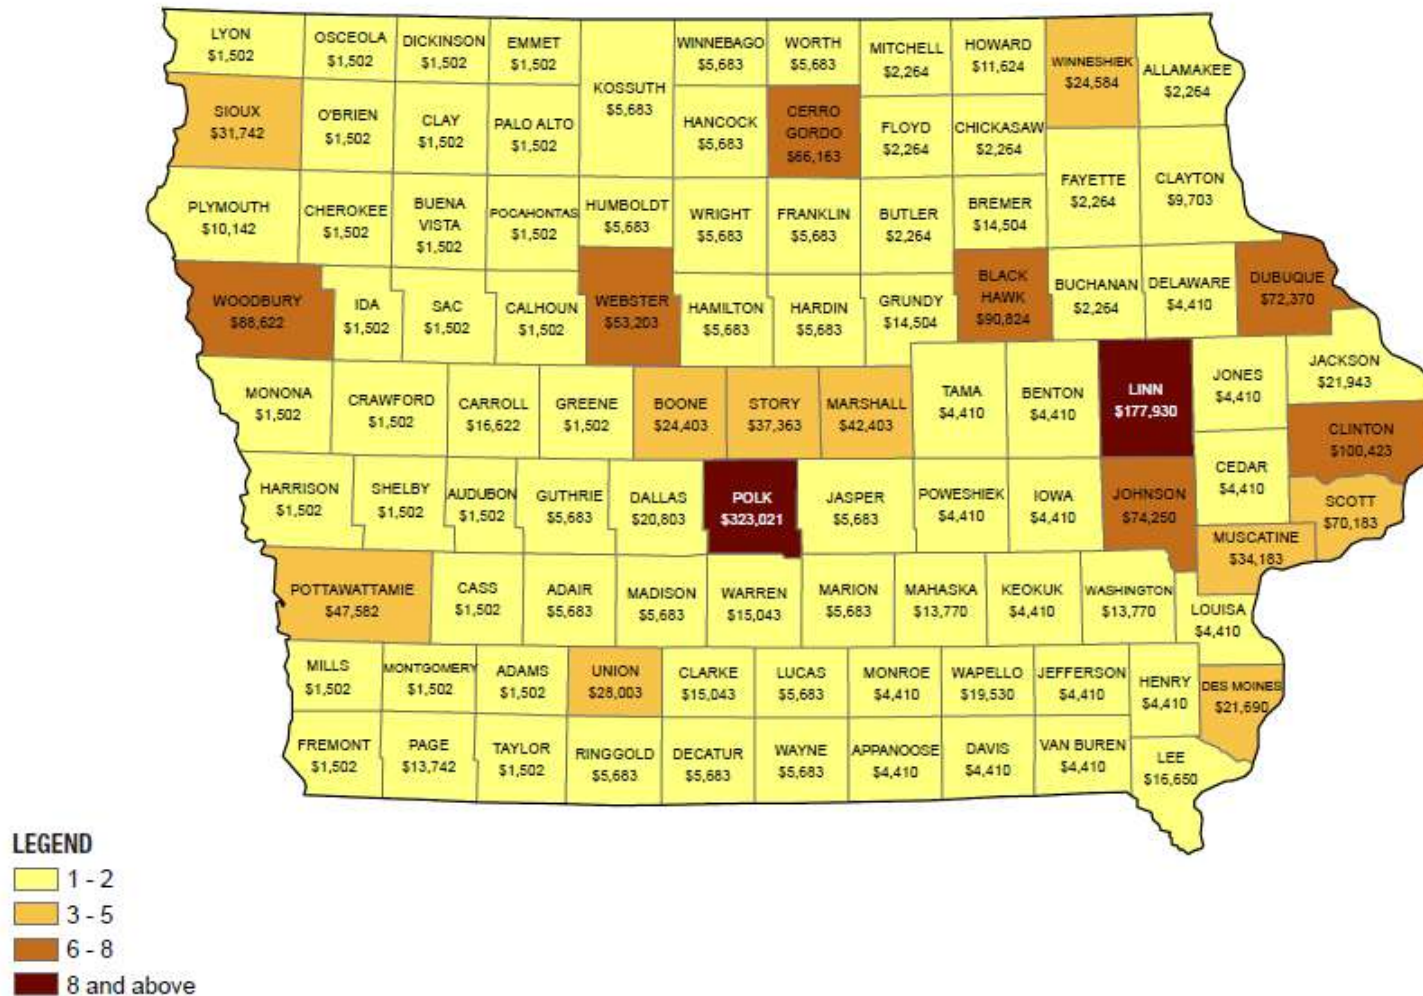 LYON
$1,502
OSCEOLA
$1,502
DICKINSON
$1,502
EMMET
$1,502
KOSSUTH
$5,683
WINNEBAGO
$5,683
WORTH
$5,683
MITCHELL
$2,264
HOWARD
$11,624
WINNESHIEK
$24,584
ALLAMAKEE
$2,264
SIOUX
$31,742
O'BRIEN
$1,502
CLAY
$1,502
PALO ALTO
$1,502
HANCOCK
$5,683
CERRO
GORDO
$66,163
FLOYD
$2,264
CHICKASAW
$2,264
PLYMOUTH
$10,142
CHEROKEE
$1,502
BUENA
VISTA
$1,502
POCAHONTAS
$1,502
HUMBOLDT
$5,683
WRIGHT
$5,683
FRANKLIN
$5,683
BUTLER
$2,264
BREMER
$14,504
FAYETTE
$2,264
CLAYTON
$9,703
WOODBURY
$88,622
IDA
$1,502
SAC
$1,502
CALHOUN
$1,502
WEBSTER
$53,203
HAMILTON
$5,683
HARDIN
$5,683
GRUNDY
$14,504
BLACK
HAWK
$90,824
BUCHANAN
$2,264
DELAWARE
$4,410
DUBUQUE
$72,370
MONONA
$1,502
CRAWFORD
$1,502
CARROLL
$16,622
GREENE
$1,502
BOONE
$24,403
STORY
$37,363
MARSHALL
$42,403
TAMA
$4,410
BENTON
$4,410
LINN
$177,930
JONES
$4,410
JACKSON
$21,943
CLINTON
$100,423
HARRISON
$1,502
SHELBY
$1,502
AUDUBON
$1,502
GUTHRIE
$5,683
DALLAS
$20,803
POLK
$323,021
JASPER
$5,683
POWESHIEK
$4,410
IOWA
$4,410
JOHNSON
$74,250
CEDAR
$4,410
SCOTT
$70,183
MUSCATINE
$34,183
POTTAWATTAMIE
$47,582
CASS
$1,502
ADAIR
$5,683
MADISON
$5,683
WARREN
$15,043
MARION
$5,683
MAHASKA
$13,770
KEOKUK
$4,410
WASHINGTON
$13,770
LOUISA
$4,410
MILLS
$1,502
MONTGOMERY
$1,502
ADAMS
$1,502
UNION
$28,003
CLARKE
$15,043
LUCAS
$5,683
MONROE
$4,410
WAPELLO
$19,530
JEFFERSON
$4,410
HENRY
$4,410
DES MOINES
$21,690
FREMONT
$1,502
PAGE
$13,742
TAYLOR
$1,502
RINGGOLD
$5,683
DECATUR
$5,683
WAYNE
$5,683
APPANOOSE
$4,410
DAVIS
$4,410
VAN BUREN
$4,410
LEE
$16,650
LEGEND
1 - 2
3 - 5
6 - 8
8 and above